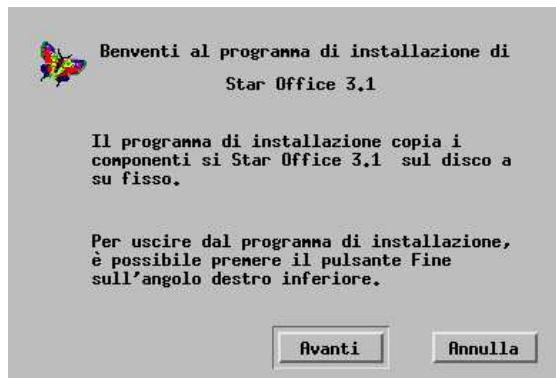 Benventi al programma di installazione di
Star Office 3.1
Il programma di installazione copia i
componenti si Star Office 3.1 sul disco a
su fisso.
Per uscire dal programma di installazione,
è possibile premere il pulsante Fine
sull'angolo destro inferiore.
Avanti
Annulla